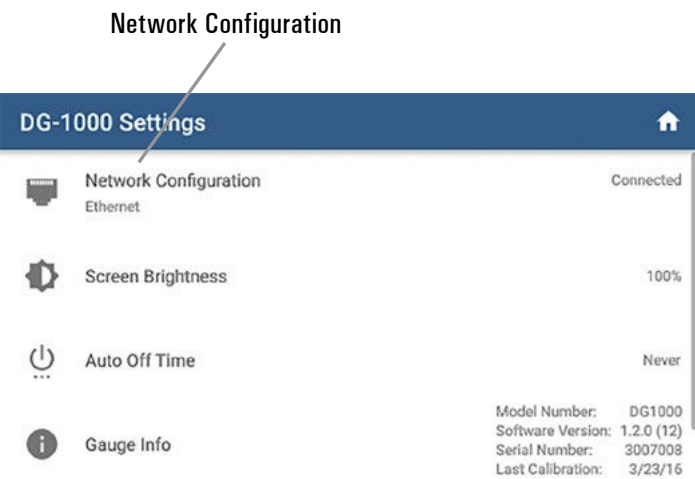 Network Configuration
DG-1000 Settings
Network Configuration
Connected
Ethernet
Screen Brightness
100%
Auto Off Time
Never
Gauge Info
Model Number: DG1000
Software Version: 1.2.0 (12)
Serial Number: 3007008
Last Calibration: 3/23/16